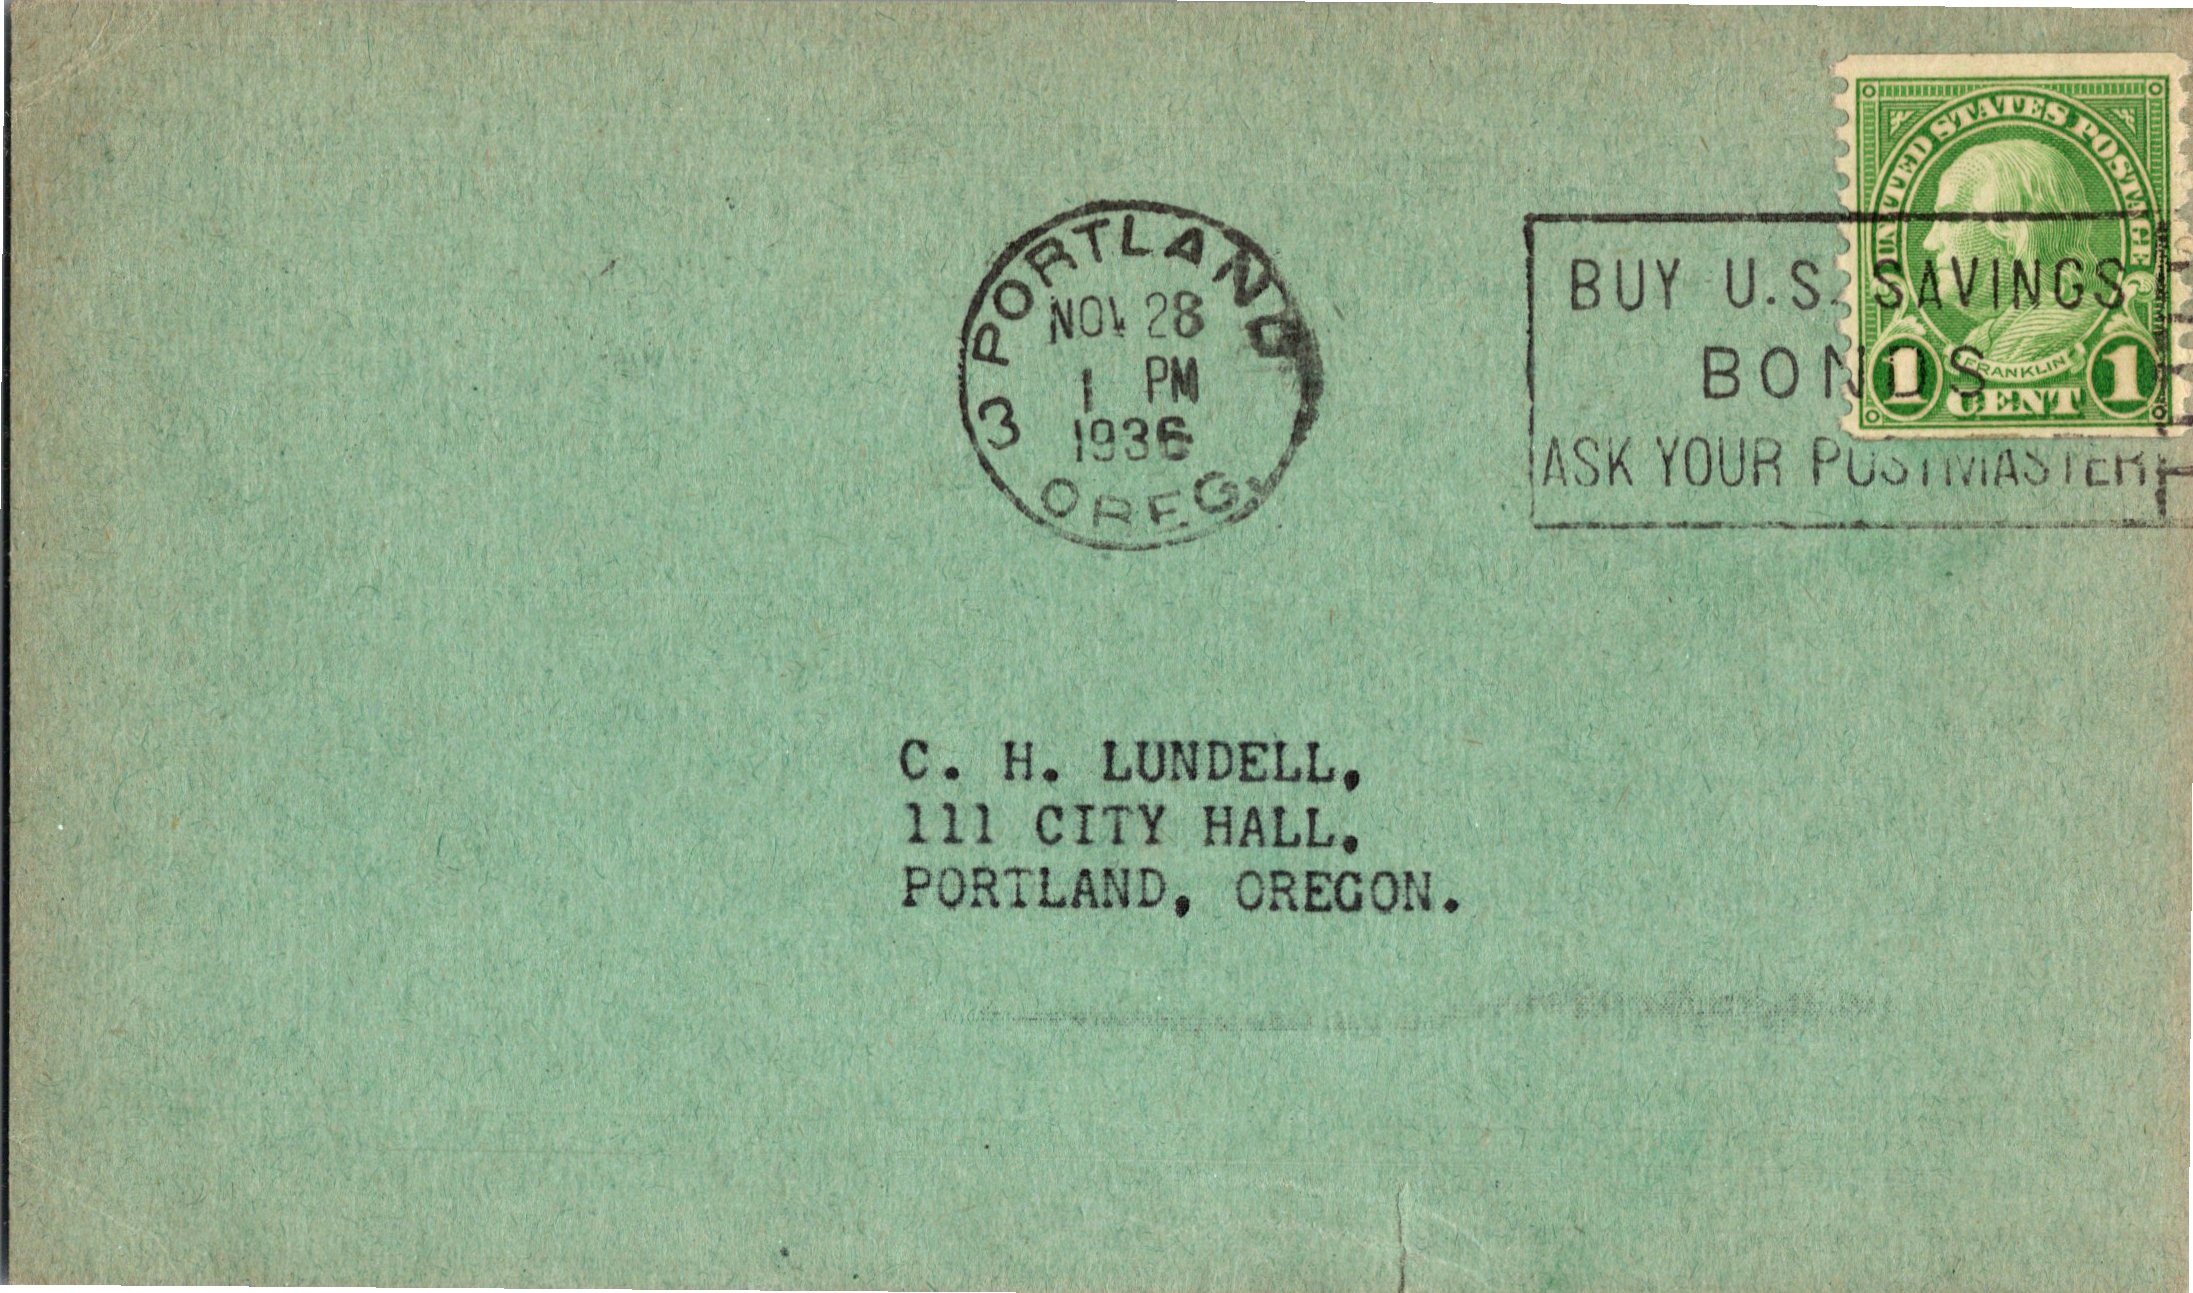 UNITED STATES POSTAGE
FRANKLIN
1 CENT 1
PORTLAND
NOV 28
1 PM
1936
3
OREG.
BUY U.S. SAVINGS
BONDS
ASK YOUR POSTMASTER
C. H. LUNDELL,
111 CITY HALL,
PORTLAND, OREGON.